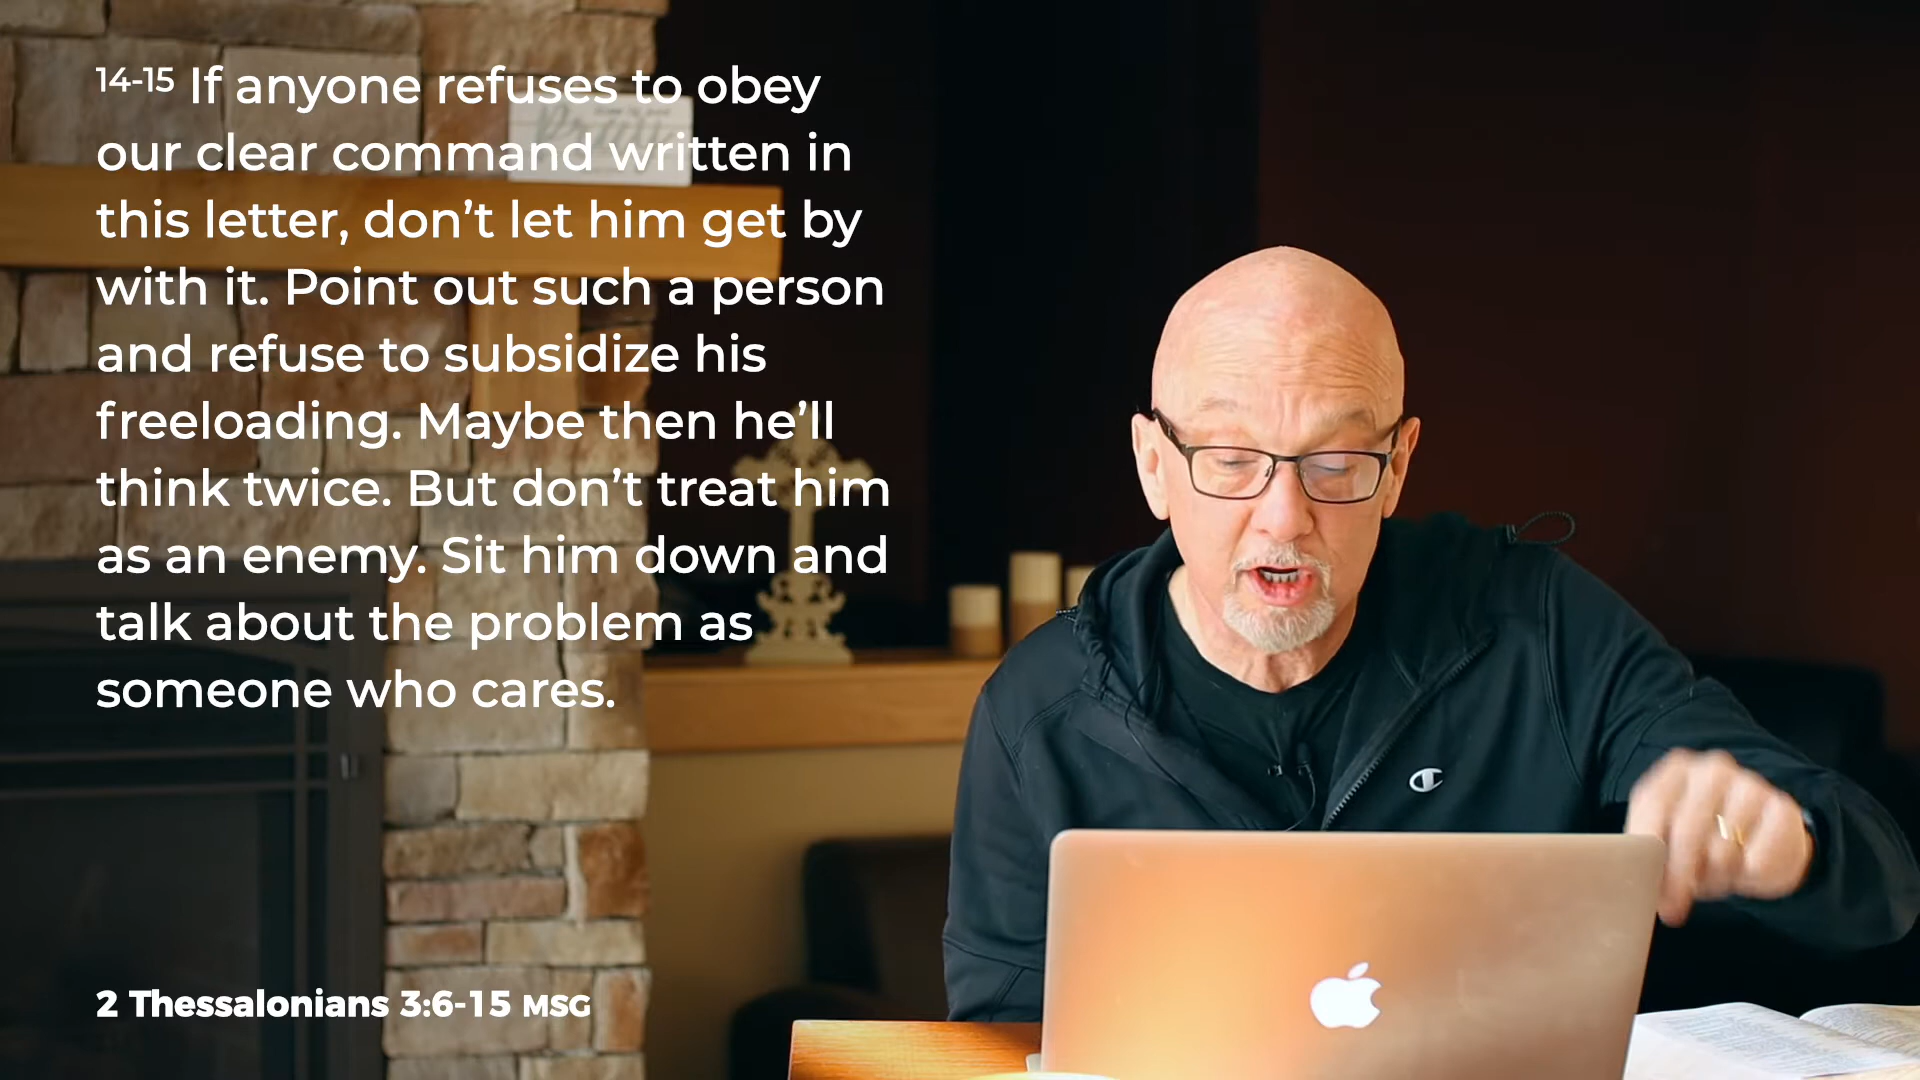 14-15 If anyone refuses to obey
our clear command written in
this letter, don’t let him get by
with it. Point out such a person
and refuse to subsidize his
freeloading. Maybe then he’ll
think twice. But don’t treat him
as an enemy. Sit him down and
talk about the problem as
someone who cares.
2 Thessalonians 3:6-15 MSG